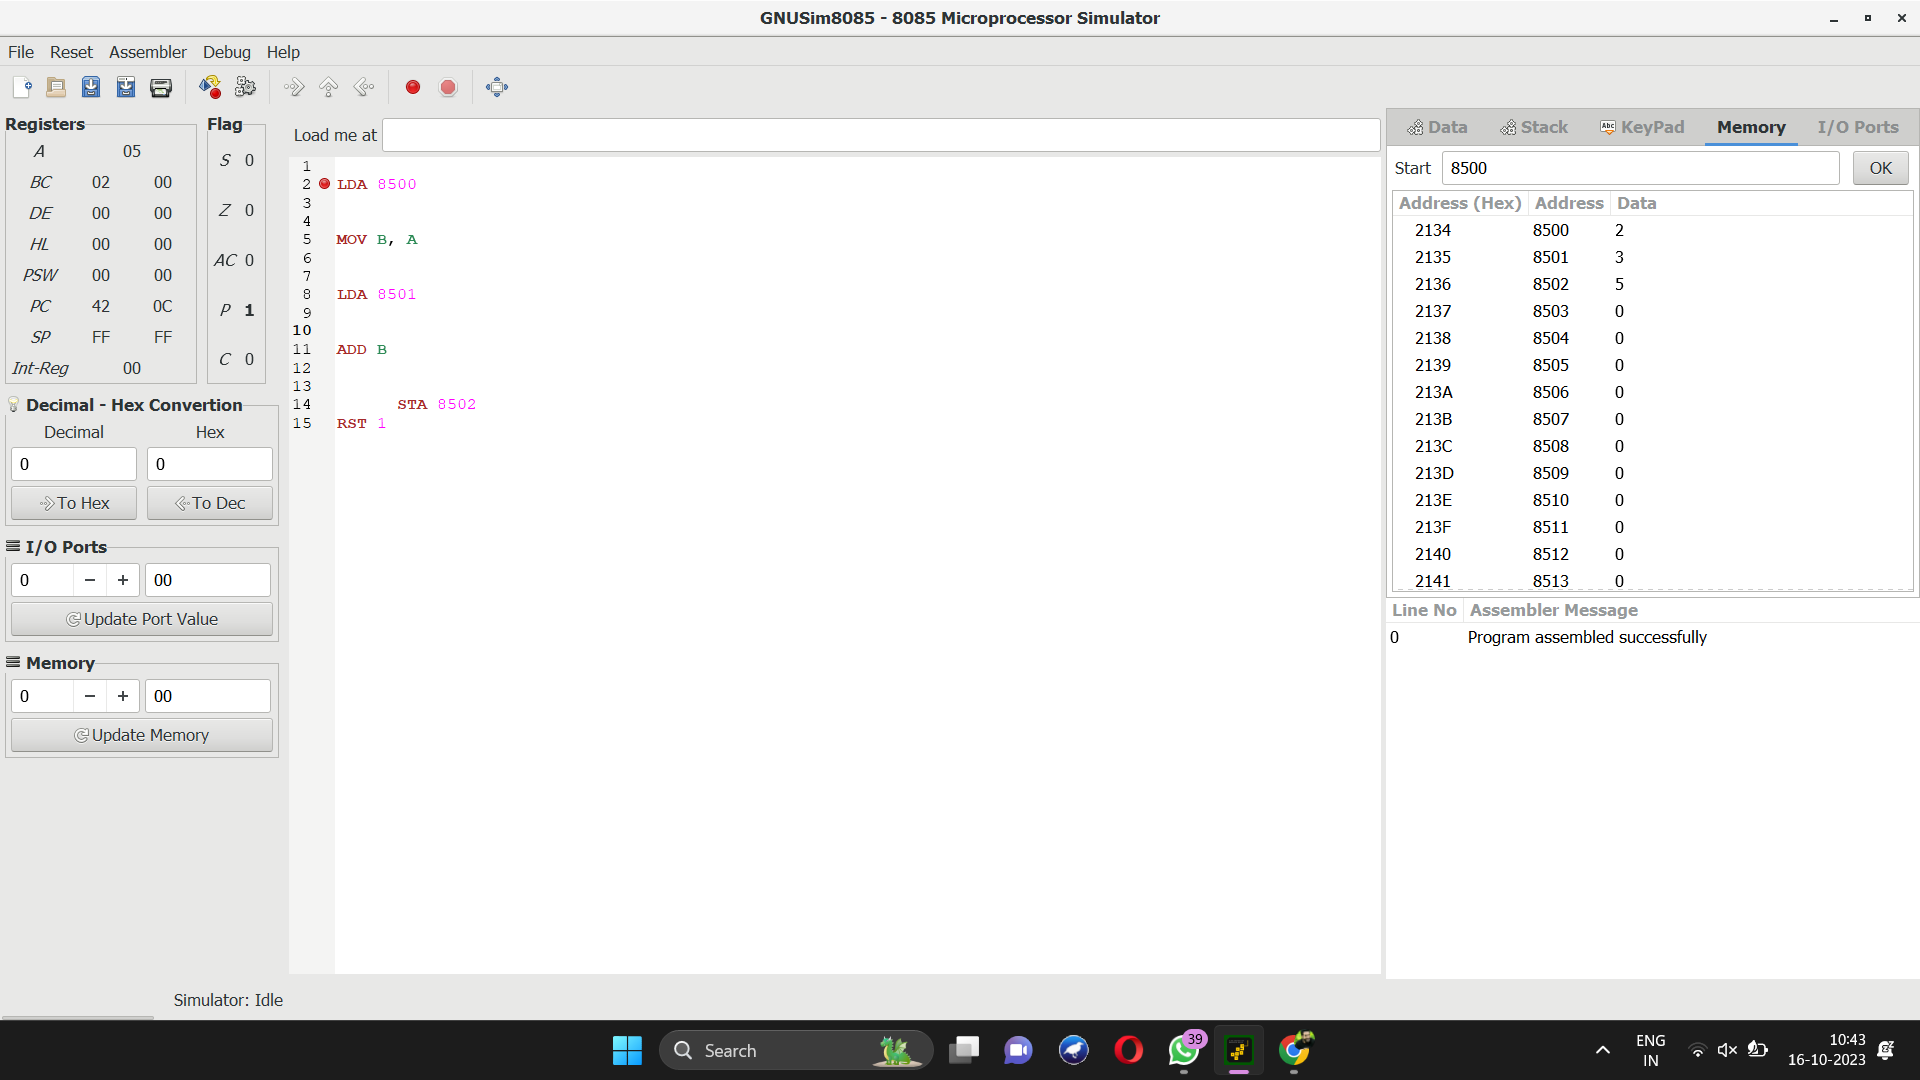 GNUSim8085 - 8085 Microprocessor Simulator
File Reset Assembler Debug Help
Registers
A 05
BC 02 00
DE 00 00
HL 00 00
PSW 00 00
PC 42 0C
SP FF FF
Int-Reg 00
Flag
S 0
Z 0
AC 0
P 1
C 0
Decimal - Hex Convertion
Decimal Hex
0 0
To Hex To Dec
I/O Ports
0 − + 00
Update Port Value
Memory
0 − + 00
Update Memory
Load me at
1
2 LDA 8500
3
4
5 MOV B, A
6
7
8 LDA 8501
9
10
11 ADD B
12
13
14 STA 8502
15 RST 1
Data Stack Abc KeyPad Memory I/O Ports
Start 8500 OK
Address (Hex) Address Data
2134 8500 2
2135 8501 3
2136 8502 5
2137 8503 0
2138 8504 0
2139 8505 0
213A 8506 0
213B 8507 0
213C 8508 0
213D 8509 0
213E 8510 0
213F 8511 0
2140 8512 0
2141 8513 0
Line No Assembler Message
0 Program assembled successfully
Simulator: Idle
Search
39
ENG
IN
10:43
16-10-2023